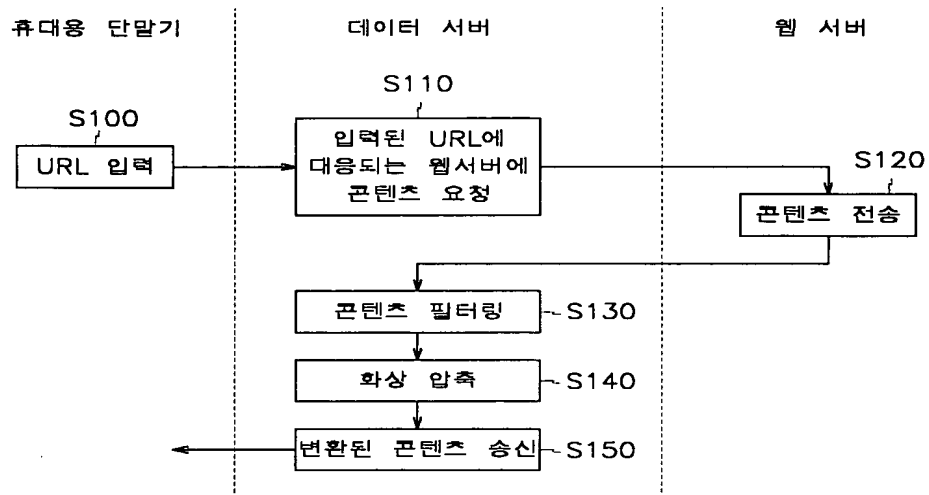 휴대용 단말기
데이터 서버
웹 서버
S100
URL 입력
S110
입력된 URL에
대응되는 웹서버에
콘텐츠 요청
S120
콘텐츠 전송
콘텐츠 필터링
S130
화상 압축
S140
변환된 콘텐츠 송신
S150